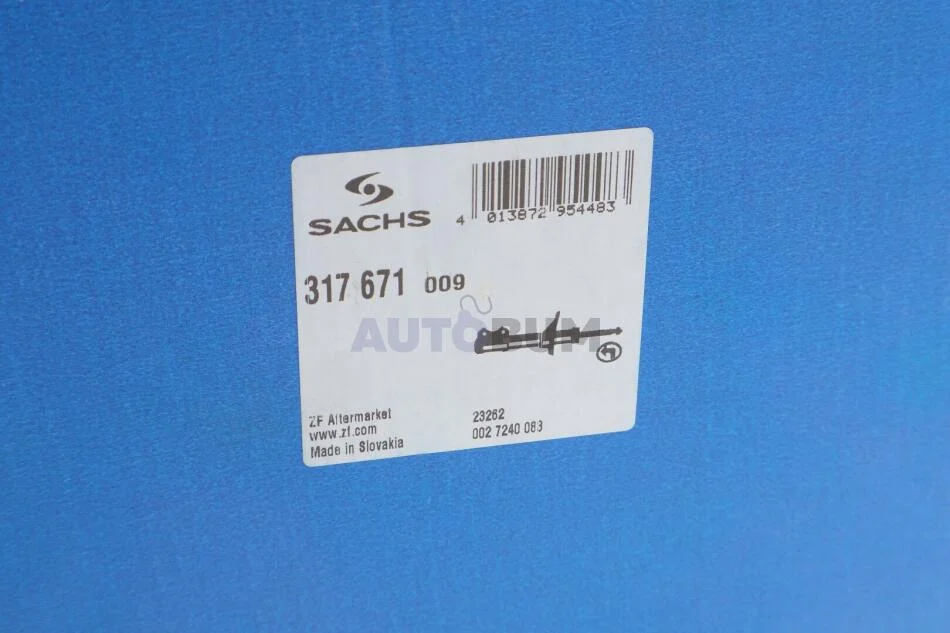 SACHS
4 013872 954483
317 671 009
AUTOBUM
ZF Aftermarket
www.zf.com
Made in Slovakia
23262
002 7240 083